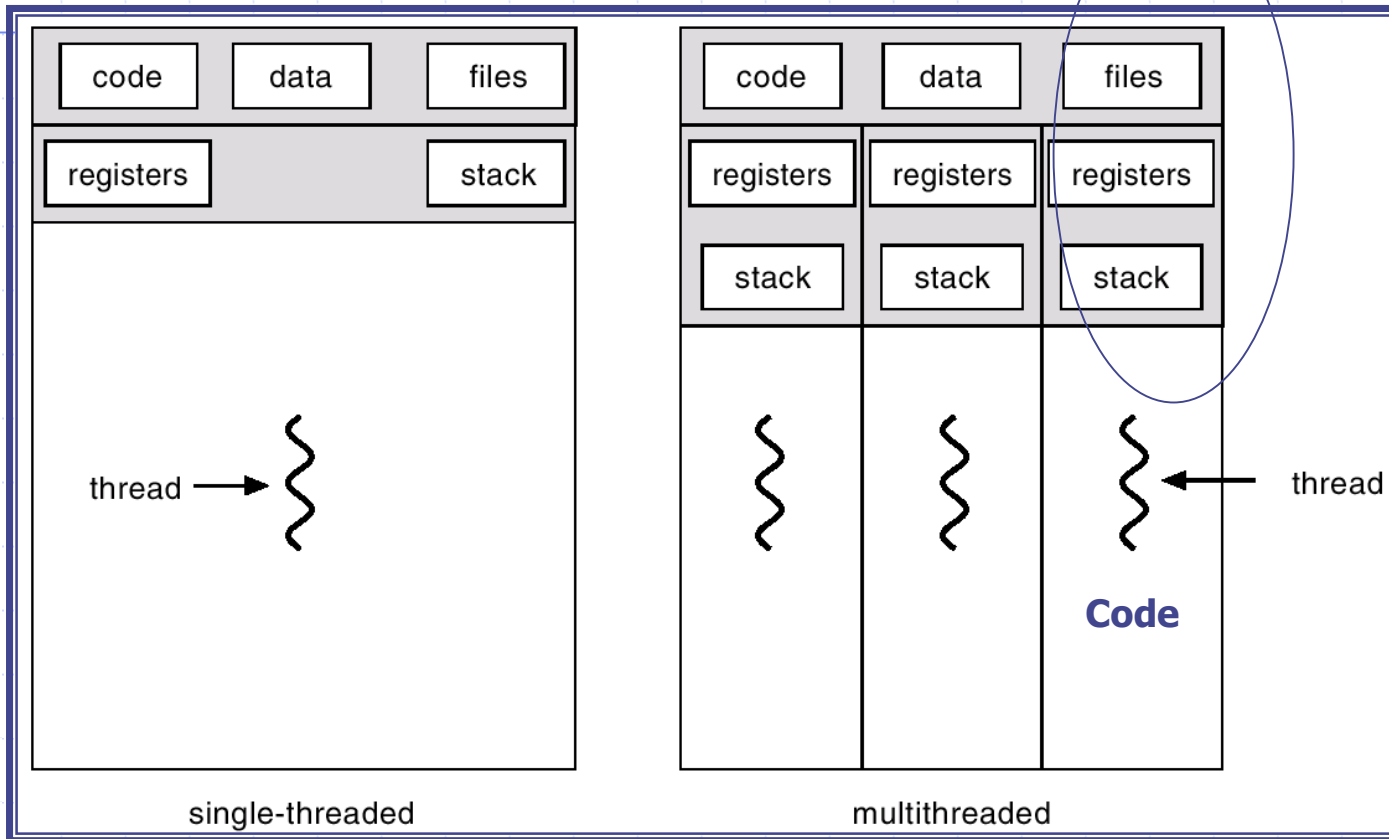 code data files
registers stack
thread
single-threaded
code data files
registers registers registers
stack stack stack
thread
Code
multithreaded